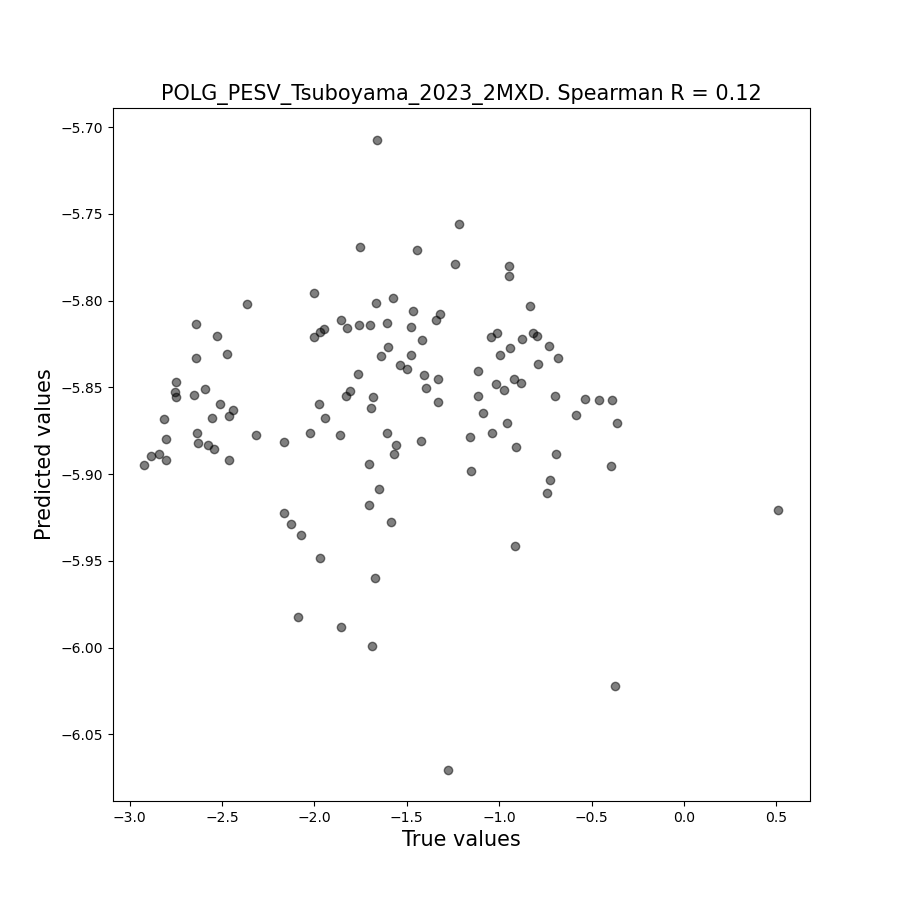 POLG_PESV_Tsuboyama_2023_2MXD. Spearman R = 0.12
−5.70
−5.75
−5.80
−5.85
−5.90
−5.95
−6.00
−6.05
Predicted values
−3.0 −2.5 −2.0 −1.5 −1.0 −0.5 0.0 0.5
True values